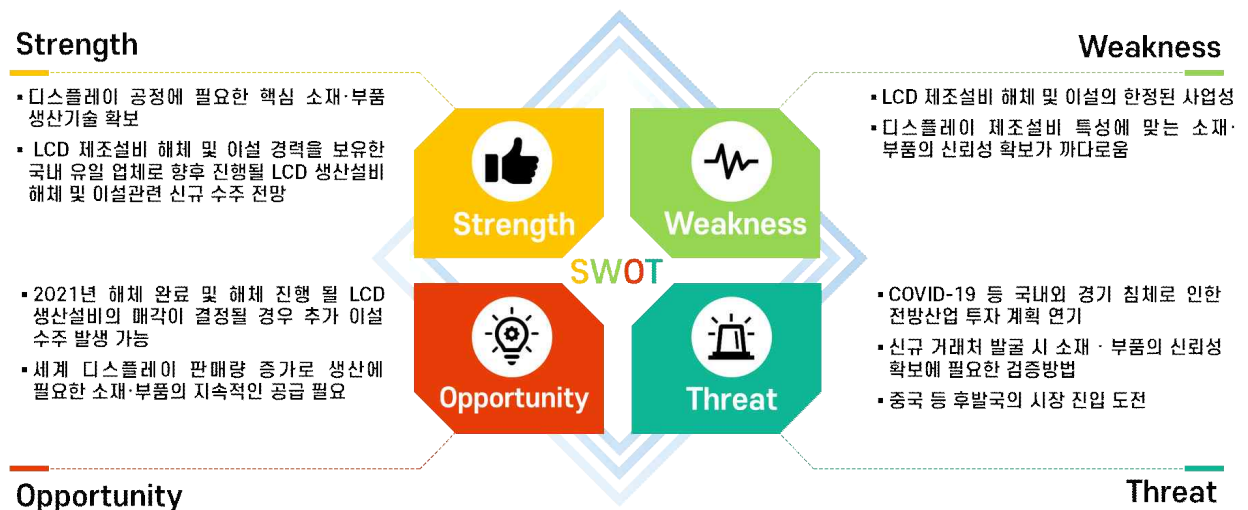 Strength
▪ 디스플레이 공정에 필요한 핵심 소재·부품
생산기술 확보
▪ LCD 제조설비 해체 및 이설 경력을 보유한
국내 유일 업체로 향후 진행될 LCD 생산설비
해체 및 이설관련 신규 수주 전망
Weakness
▪ LCD 제조설비 해체 및 이설의 한정된 사업성
▪ 디스플레이 제조설비 특성에 맞는 소재·
부품의 신뢰성 확보가 까다로움
Strength
Weakness
SWOT
Opportunity
Threat
▪ 2021년 해체 완료 및 해체 진행 될 LCD
생산설비의 매각이 결정될 경우 추가 이설
수주 발생 가능
▪ 세계 디스플레이 판매량 증가로 생산에
필요한 소재·부품의 지속적인 공급 필요
Opportunity
▪ COVID-19 등 국내외 경기 침체로 인한
전방산업 투자 계획 연기
▪ 신규 거래처 발굴 시 소재 · 부품의 신뢰성
확보에 필요한 검증방법
▪ 중국 등 후발국의 시장 진입 도전
Threat